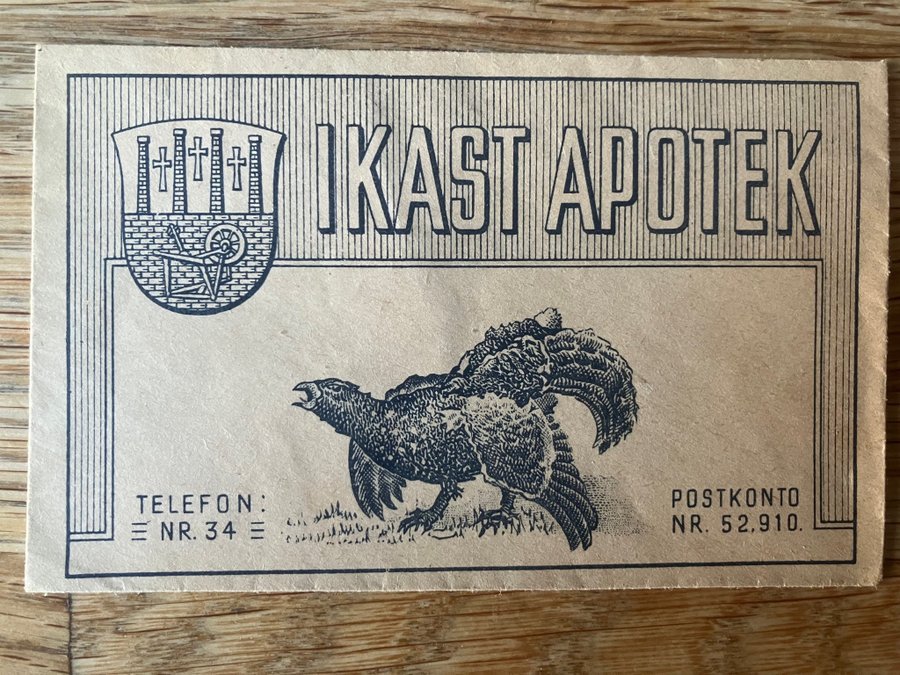 IKAST APOTEK
TELEFON:
NR. 34
POSTKONTO
NR. 52,910.